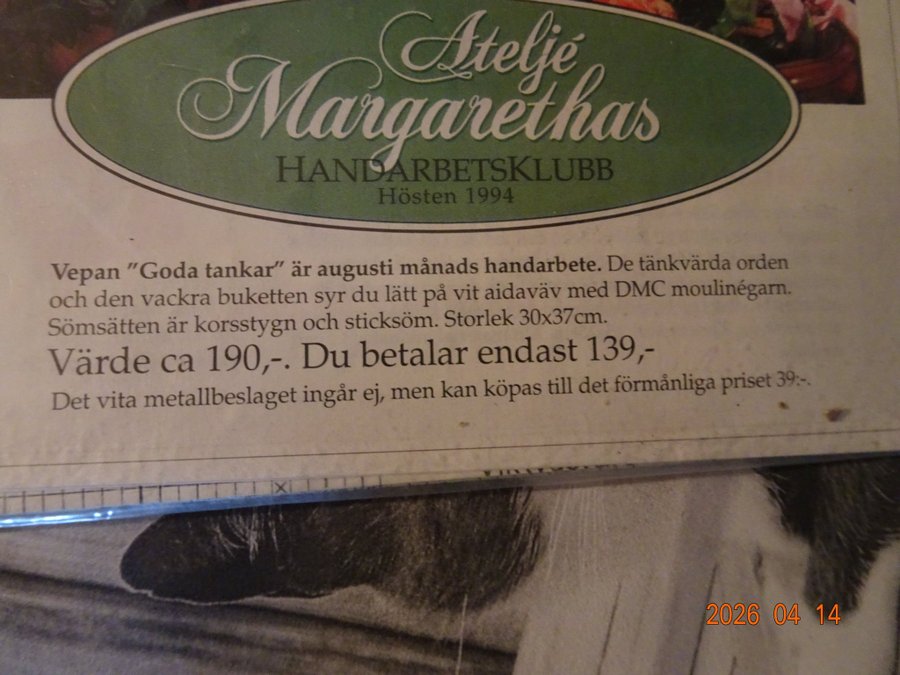 Ateljé
Margarethas
HANDARBETSKLUBB
Hösten 1994
Vepan ”Goda tankar” är augusti månads handarbete. De tänkvärda orden
och den vackra buketten syr du lätt på vit aidaväv med DMC moulinégarn.
Sömsätten är korsstygn och sticksöm. Storlek 30x37cm.
Värde ca 190,-. Du betalar endast 139,-
Det vita metallbeslaget ingår ej, men kan köpas till det förmånliga priset 39:-.
2026 04 14